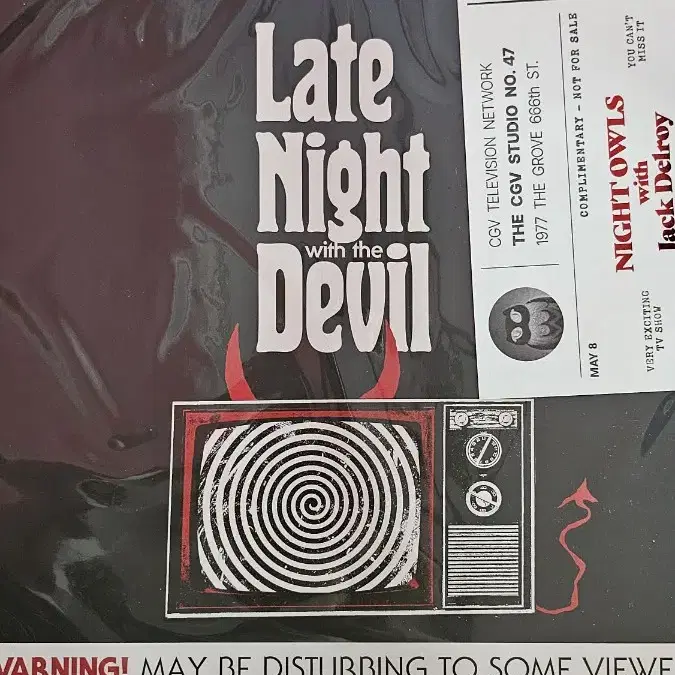 Late
Night
with the
Devil
CGV TELEVISION NETWORK
THE CGV STUDIO NO. 47
1977 THE GROVE 666th ST.
COMPLIMENTARY - NOT FOR SALE
MAY 8
NIGHT OWLS
with
Jack Delroy
VERY EXCITING
TV SHOW
YOU CAN'T
MISS IT
WARNING! MAY BE DISTURBING TO SOME VIEWE